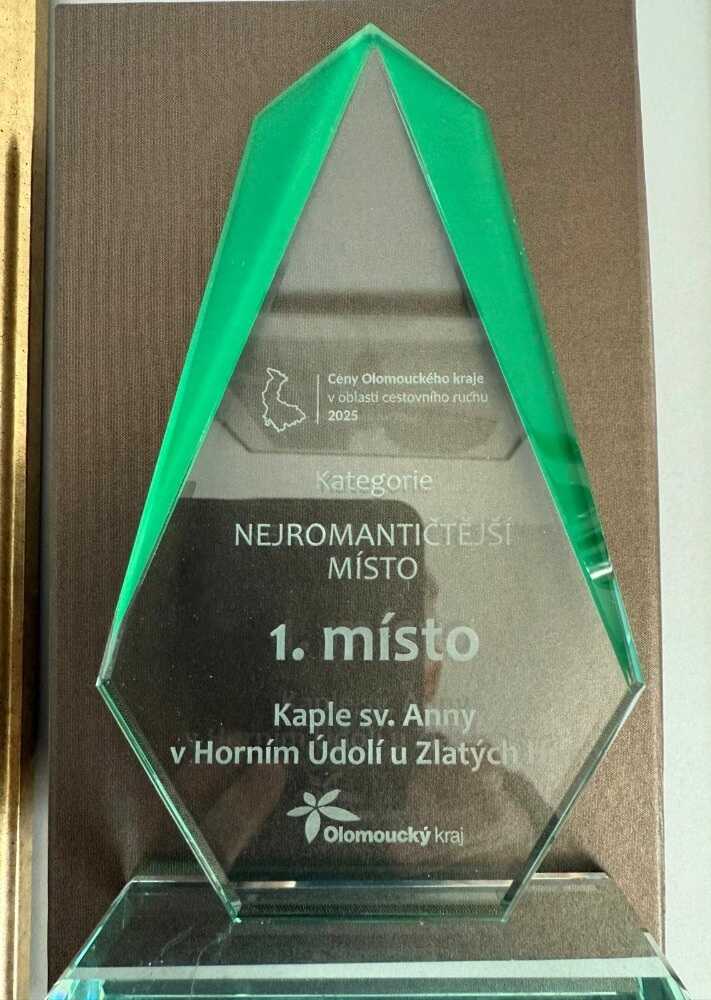 Ceny Olomouckého kraje
v oblasti cestovního ruchu
2025
Kategorie
NEJROMANTIČTĚJŠÍ
MÍSTO
1. místo
Kaple sv. Anny
v Horním Údolí u Zlatých
Olomoucký kraj